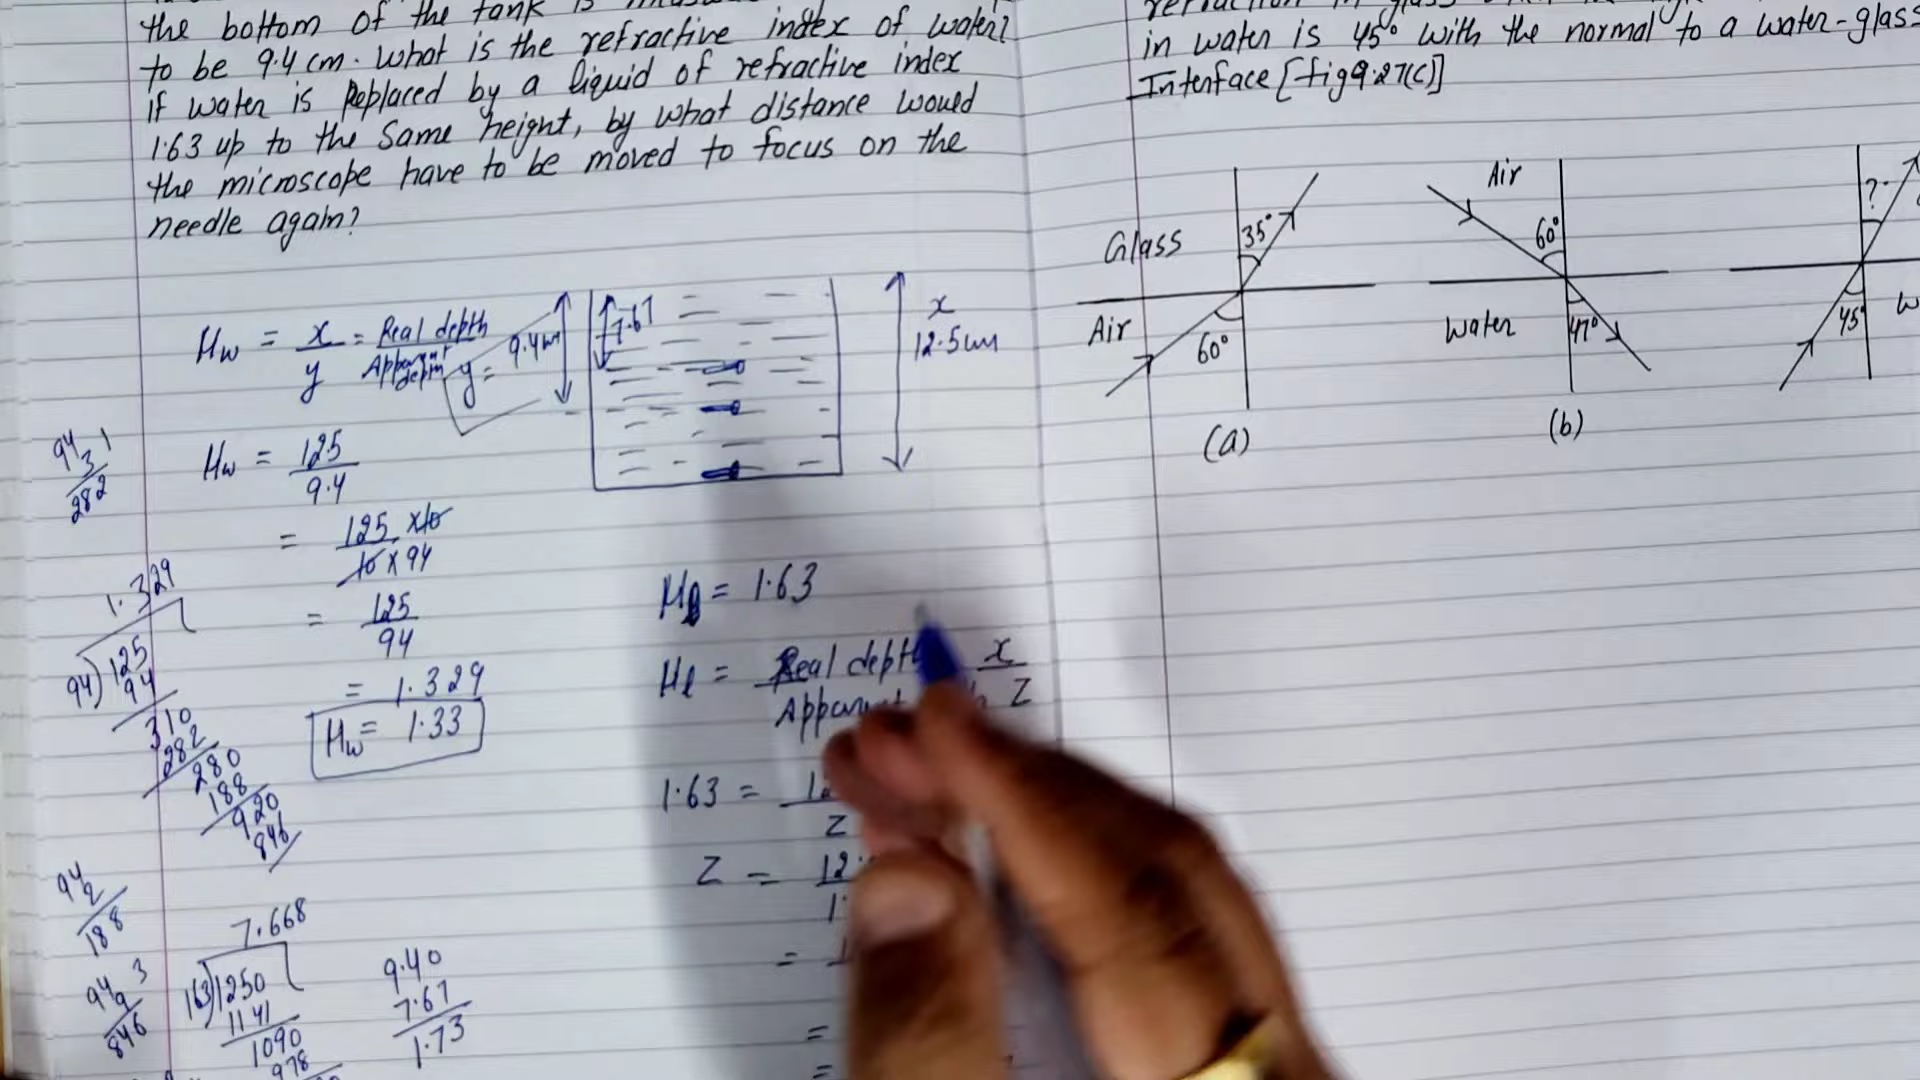 the bottom of the tank is
to be 9.4 cm. What is the refractive index of water?
If water is Replaced by a liquid of refractive index
1.63 up to the same height, by what distance would
the microscope have to be moved to focus on the
needle again?
μw = x/y = Real depth/Apparent depth
y = 9.4cm
7.67
x
12.5cm
μw = 12.5/9.4
= 125 × 10/10 × 94
= 125/94
= 1.329
μw = 1.33
94
3
282
1.329
94)125
94
310
282
280
188
920
846
94
2
188
94
9
846
7.668
163)1250
1141
1090
978
9.40
7.67
1.73
μl = 1.63
μl = Real depth x/z
1.63 =
z
z = 12.
1.
=
=
=
in water is 45° with the normal to a water-glass
Interface [fig 9.27(c)]
Glass
35°
Air
60°
(a)
Air
60°
Water
47°
(b)
?
45°